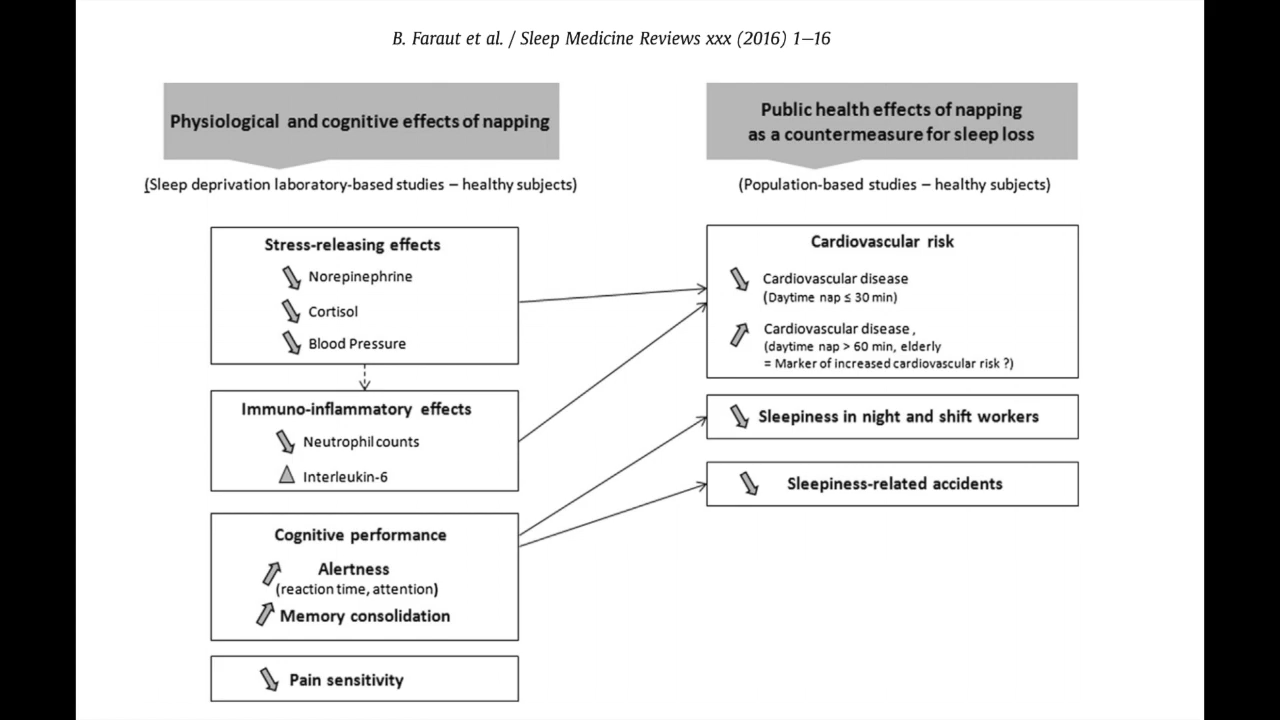 B. Faraut et al. / Sleep Medicine Reviews xxx (2016) 1–16
Physiological and cognitive effects of napping
(Sleep deprivation laboratory-based studies – healthy subjects)
Stress-releasing effects
Norepinephrine
Cortisol
Blood Pressure
Immuno-inflammatory effects
Neutrophil counts
Interleukin-6
Cognitive performance
Alertness
(reaction time, attention)
Memory consolidation
Pain sensitivity
Public health effects of napping
as a countermeasure for sleep loss
(Population-based studies – healthy subjects)
Cardiovascular risk
Cardiovascular disease
(Daytime nap ≤ 30 min)
Cardiovascular disease ,
(daytime nap > 60 min, elderly
= Marker of increased cardiovascular risk ?)
Sleepiness in night and shift workers
Sleepiness-related accidents